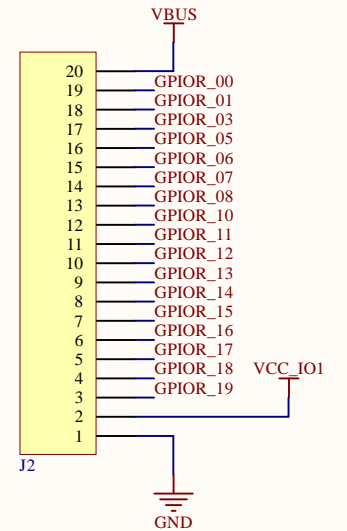 VBUS
20
19 GPIOR_00
18 GPIOR_01
17 GPIOR_03
16 GPIOR_05
15 GPIOR_06
14 GPIOR_07
13 GPIOR_08
12 GPIOR_10
11 GPIOR_11
10 GPIOR_12
9 GPIOR_13
8 GPIOR_14
7 GPIOR_15
6 GPIOR_16
5 GPIOR_17
4 GPIOR_18
3 GPIOR_19
VCC_IO1
2
1
J2
GND